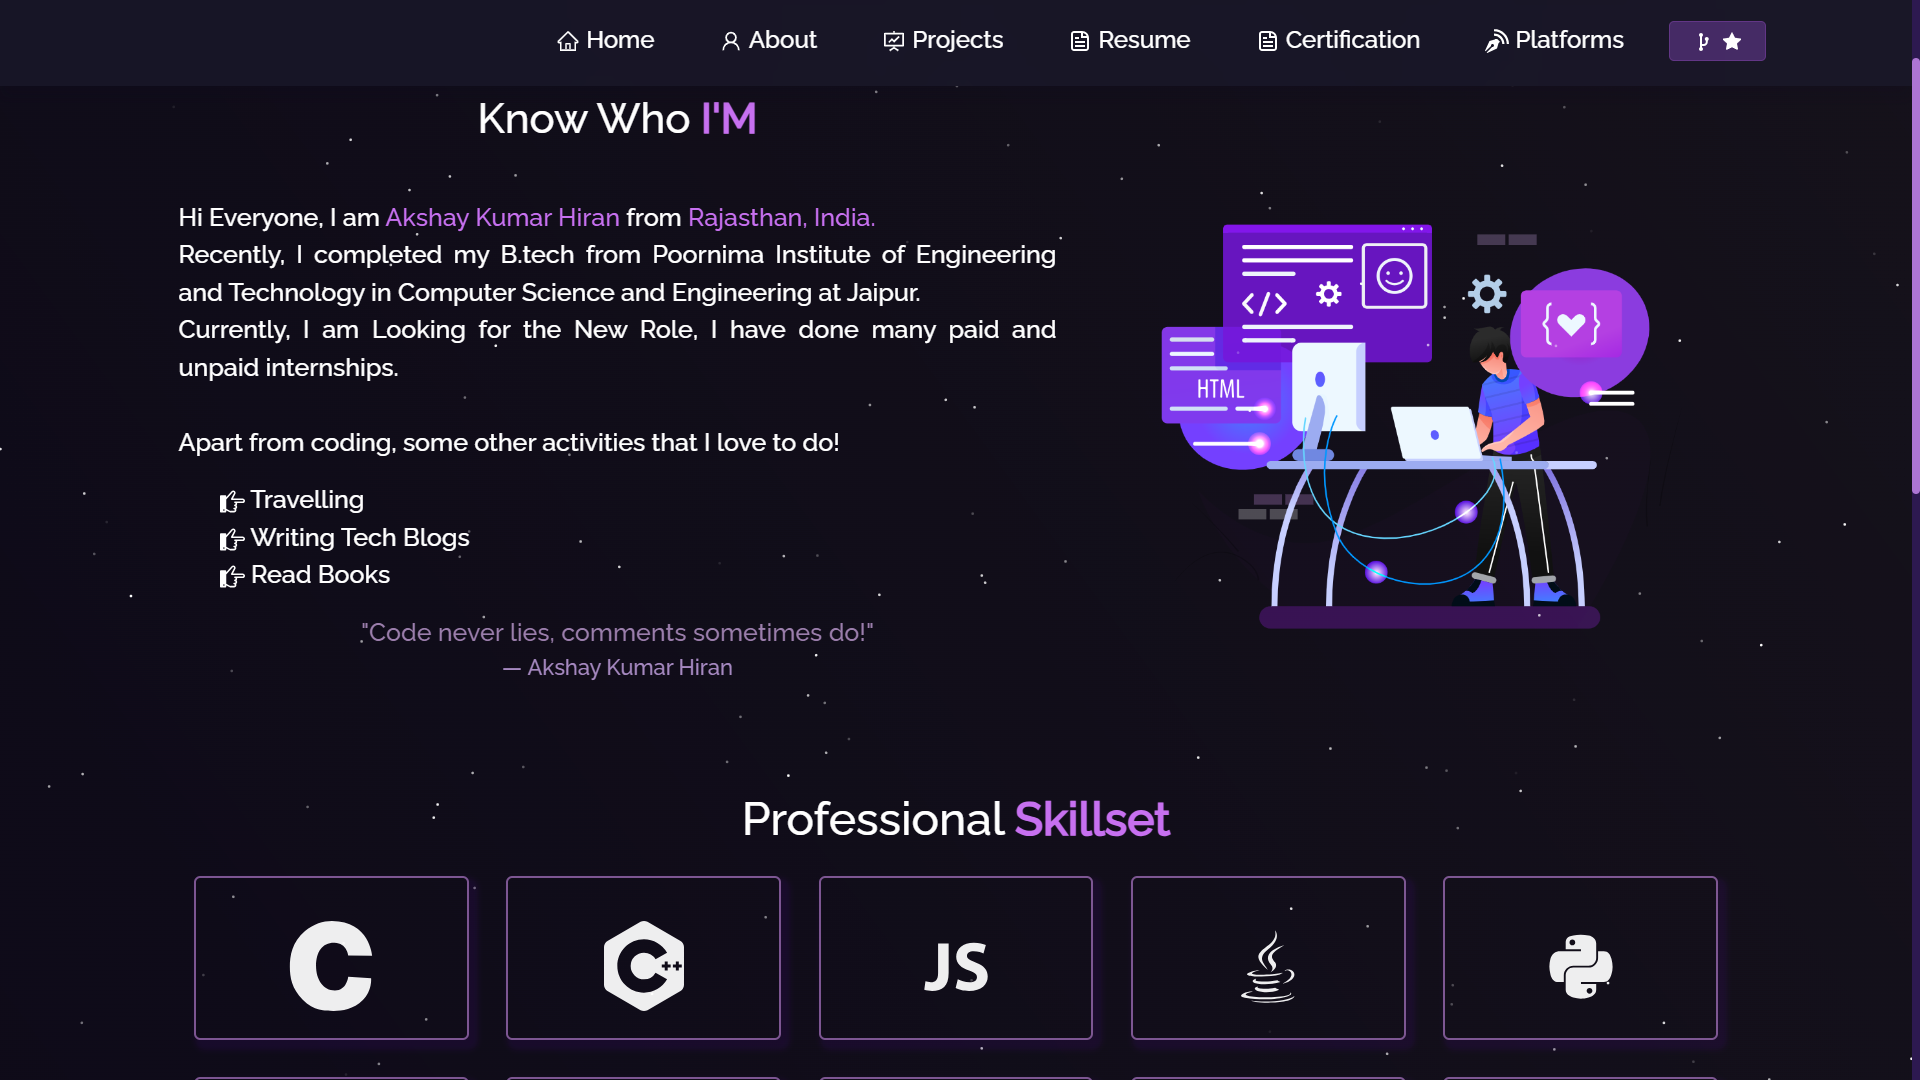 Home About Projects Resume Certification Platforms
Know Who I'M
Hi Everyone, I am Akshay Kumar Hiran from Rajasthan, India.
Recently, I completed my B.tech from Poornima Institute of Engineering
and Technology in Computer Science and Engineering at Jaipur.
Currently, I am Looking for the New Role, I have done many paid and
unpaid internships.
Apart from coding, some other activities that I love to do!
Travelling
Writing Tech Blogs
Read Books
"Code never lies, comments sometimes do!"
— Akshay Kumar Hiran
</>
HTML
{ }
Professional Skillset
C
C++
JS